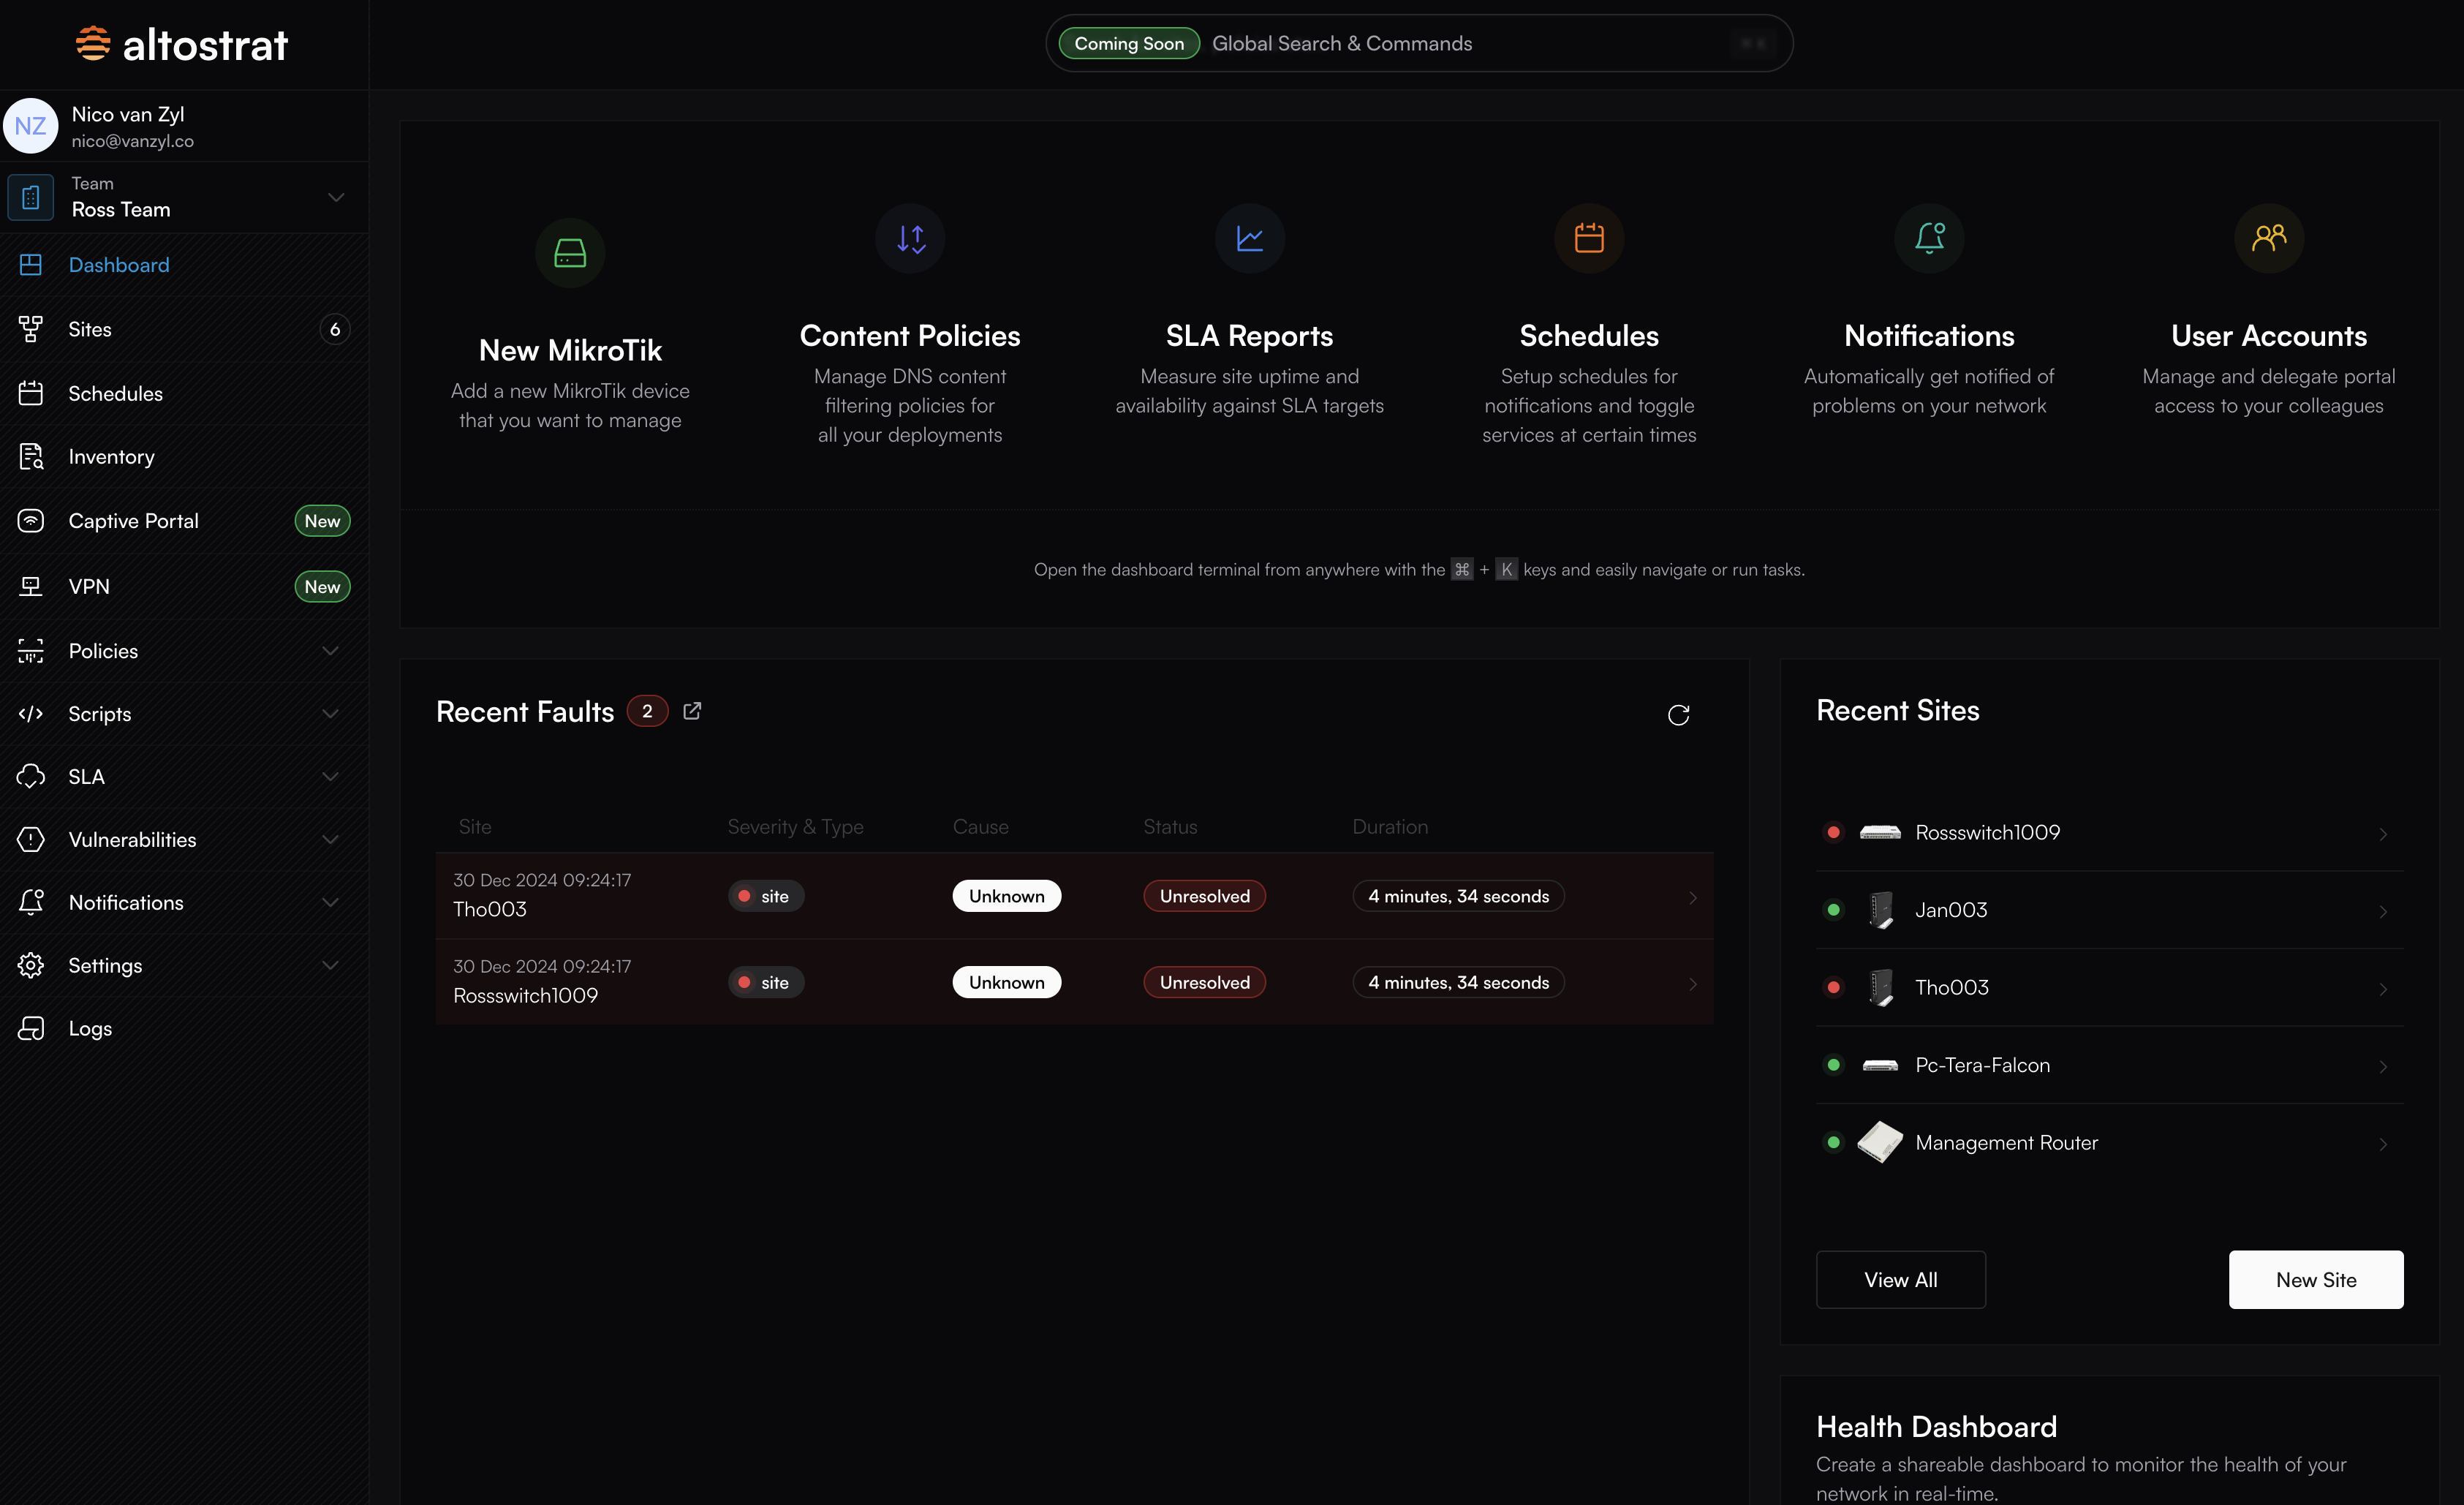 altostrat
Coming Soon Global Search & Commands
NZ
Nico van Zyl
nico@vanzyl.co
Team
Ross Team
Dashboard
Sites 6
Schedules
Inventory
Captive Portal New
VPN New
Policies
Scripts
SLA
Vulnerabilities
Notifications
Settings
Logs
New MikroTik
Add a new MikroTik device
that you want to manage
Content Policies
Manage DNS content
filtering policies for
all your deployments
SLA Reports
Measure site uptime and
availability against SLA targets
Schedules
Setup schedules for
notifications and toggle
services at certain times
Notifications
Automatically get notified of
problems on your network
User Accounts
Manage and delegate portal
access to your colleagues
Open the dashboard terminal from anywhere with the ⌘ + K keys and easily navigate or run tasks.
Recent Faults 2
Site Severity & Type Cause Status Duration
30 Dec 2024 09:24:17
Tho003
site Unknown Unresolved 4 minutes, 34 seconds
30 Dec 2024 09:24:17
Rossswitch1009
site Unknown Unresolved 4 minutes, 34 seconds
Recent Sites
Rossswitch1009
Jan003
Tho003
Pc-Tera-Falcon
Management Router
View All New Site
Health Dashboard
Create a shareable dashboard to monitor the health of your
network in real-time.